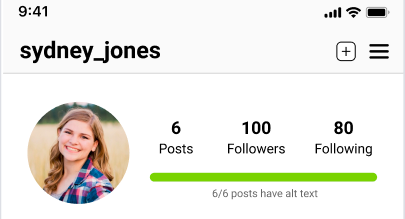 9:41
sydney_jones
6 100 80
Posts Followers Following
6/6 posts have alt text